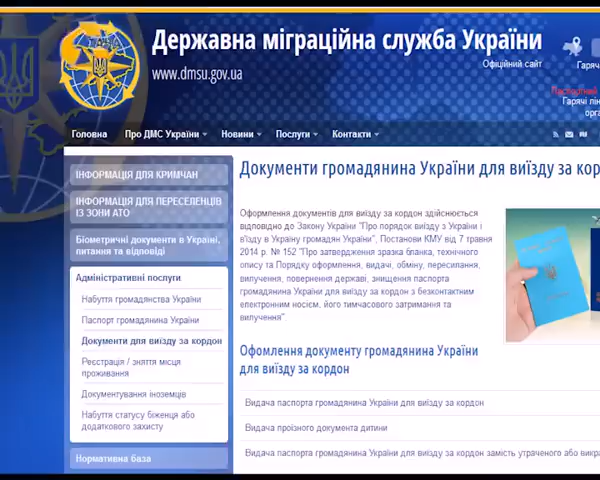 Державна міграційна служба України
Офіційний сайт
www.dmsu.gov.ua
Гаряч
Паспортний
Гарячі лін
орга
Головна
Про ДМС України
Новини
Послуги
Контакти
ІНФОРМАЦІЯ ДЛЯ КРИМЧАН
ІНФОРМАЦІЯ ДЛЯ ПЕРЕСЕЛЕНЦІВ
ІЗ ЗОНИ АТО
Біометричні документи в Україні,
питання та відповіді
Адміністративні послуги
Набуття громадянства України
Паспорт громадянина України
Документи для виїзду за кордон
Реєстрація / зняття місця
проживання
Документування іноземців
Набуття статусу біженця або
додаткового захисту
Нормативна база
Документи громадянина України для виїзду за кор
Оформлення документів для виїзду за кордон здійснюється
відповідно до Закону України "Про порядок виїзду з України і
в'їзду в Україну громадян України", Постанови КМУ від 7 травня
2014 р. № 152 "Про затвердження зразка бланка, технічного
опису та Порядку оформлення, видачі, обміну, пересилання,
вилучення, повернення державі, знищення паспорта
громадянина України для виїзду за кордон з безконтактним
електронним носієм, його тимчасового затримання та
вилучення"
Офомлення документу громадянина України
для виїзду за кордон
Видача паспорта громадянина України для виїзду за кордон
Видача проїзного документа дитини
Видача паспорта громадянина України для виїзду за кордон замість утраченого або викра